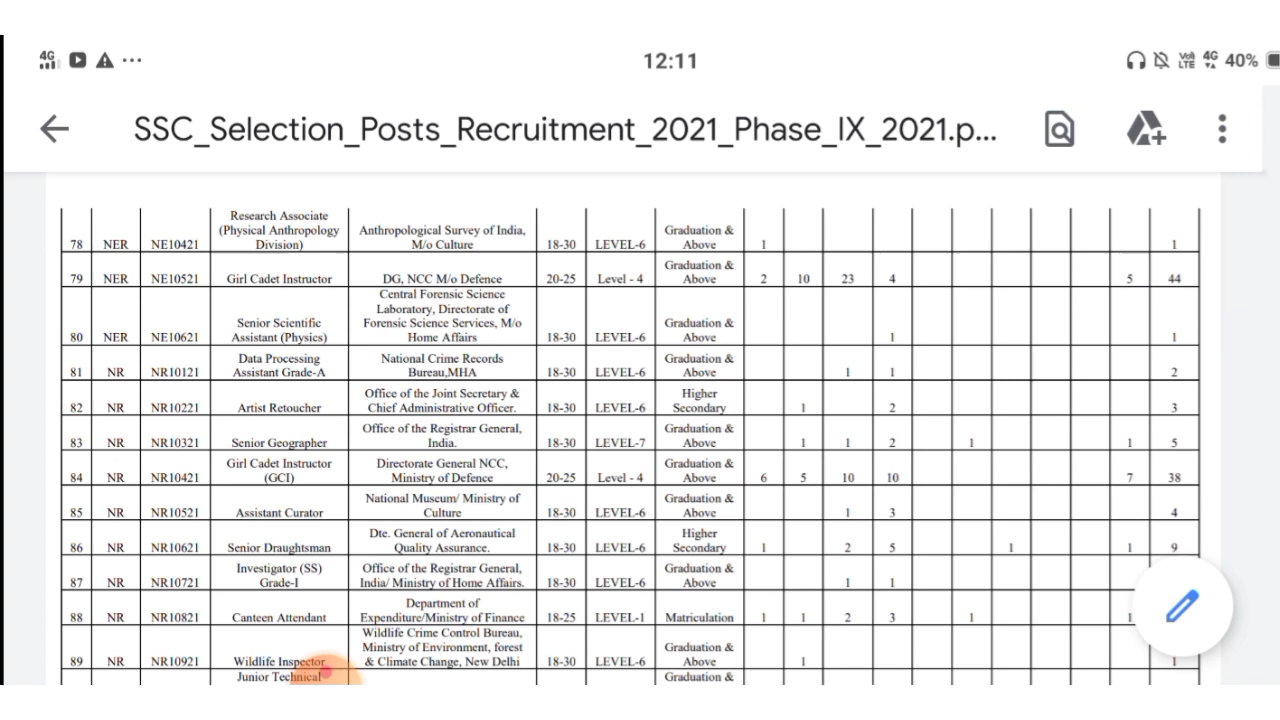 4G ... 12:11 VoLTE 4G 40%
SSC_Selection_Posts_Recruitment_2021_Phase_IX_2021.p...
78 NER NE10421 Research Associate (Physical Anthropology Division) Anthropological Survey of India, M/o Culture 18-30 LEVEL-6 Graduation & Above 1 1
79 NER NE10521 Girl Cadet Instructor DG, NCC M/o Defence 20-25 Level - 4 Graduation & Above 2 10 23 4 5 44
80 NER NE10621 Senior Scientific Assistant (Physics) Central Forensic Science Laboratory, Directorate of Forensic Science Services, M/o Home Affairs 18-30 LEVEL-6 Graduation & Above 1 1
81 NR NR10121 Data Processing Assistant Grade-A National Crime Records Bureau,MHA 18-30 LEVEL-6 Graduation & Above 1 1 2
82 NR NR10221 Artist Retoucher Office of the Joint Secretary & Chief Administrative Officer. 18-30 LEVEL-6 Higher Secondary 1 2 3
83 NR NR10321 Senior Geographer Office of the Registrar General, India. 18-30 LEVEL-7 Graduation & Above 1 1 2 1 1 5
84 NR NR10421 Girl Cadet Instructor (GCI) Directorate General NCC, Ministry of Defence 20-25 Level - 4 Graduation & Above 6 5 10 10 7 38
85 NR NR10521 Assistant Curator National Museum/ Ministry of Culture 18-30 LEVEL-6 Graduation & Above 1 3 4
86 NR NR10621 Senior Draughtsman Dte. General of Aeronautical Quality Assurance. 18-30 LEVEL-6 Higher Secondary 1 2 5 1 1 9
87 NR NR10721 Investigator (SS) Grade-I Office of the Registrar General, India/ Ministry of Home Affairs. 18-30 LEVEL-6 Graduation & Above 1 1
88 NR NR10821 Canteen Attendant Department of Expenditure/Ministry of Finance 18-25 LEVEL-1 Matriculation 1 1 2 3 1 1
89 NR NR10921 Wildlife Inspector Wildlife Crime Control Bureau, Ministry of Environment, forest & Climate Change, New Delhi 18-30 LEVEL-6 Graduation & Above 1 1
Junior Technical Graduation &